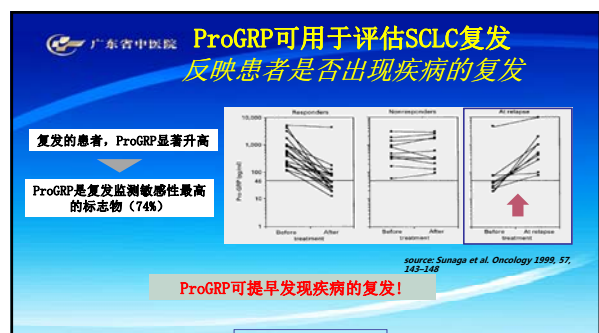 广东省中医院
ProGRP可用于评估SCLC复发
反映患者是否出现疾病的复发
复发的患者，ProGRP显著升高
ProGRP是复发监测敏感性最高
的标志物（74%）
Responders
Nonresponders
At relapse
Pro-GRP (pg/ml)
10,000
1,000
100
46
10
1
Before
After
treatment
Before
After
treatment
Before
At relapse
treatment
source: Sunaga et al. Oncology 1999, 57,
143–148
ProGRP可提早发现疾病的复发!